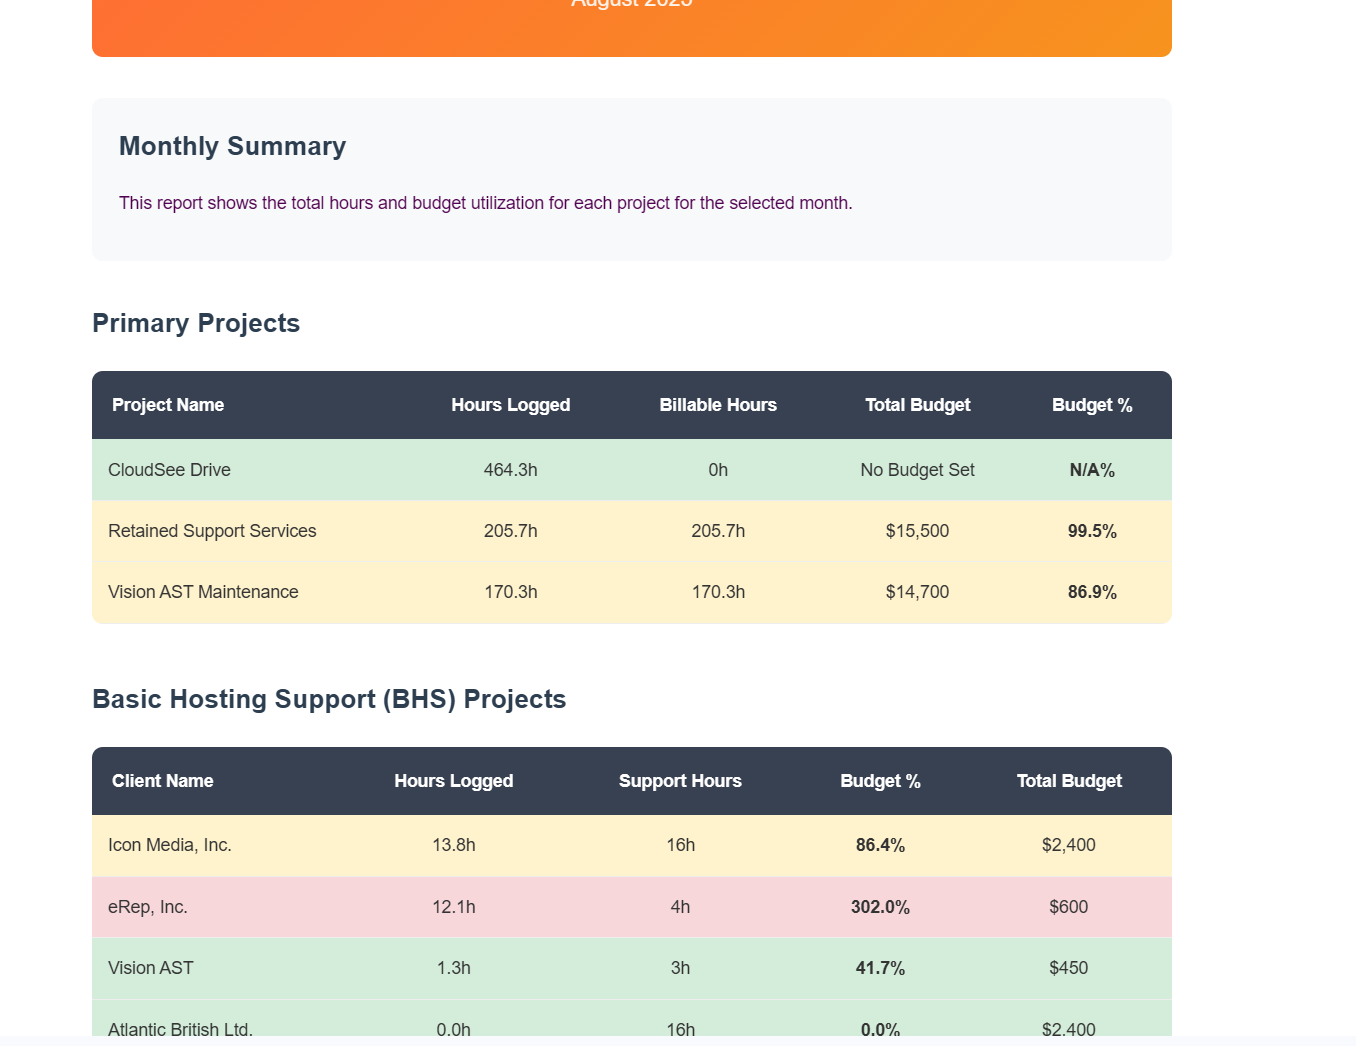 August 2025
Monthly Summary
This report shows the total hours and budget utilization for each project for the selected month.
Primary Projects
Project Name Hours Logged Billable Hours Total Budget Budget %
CloudSee Drive 464.3h 0h No Budget Set N/A%
Retained Support Services 205.7h 205.7h $15,500 99.5%
Vision AST Maintenance 170.3h 170.3h $14,700 86.9%
Basic Hosting Support (BHS) Projects
Client Name Hours Logged Support Hours Budget % Total Budget
Icon Media, Inc. 13.8h 16h 86.4% $2,400
eRep, Inc. 12.1h 4h 302.0% $600
Vision AST 1.3h 3h 41.7% $450
Atlantic British Ltd. 0.0h 16h 0.0% $2,400